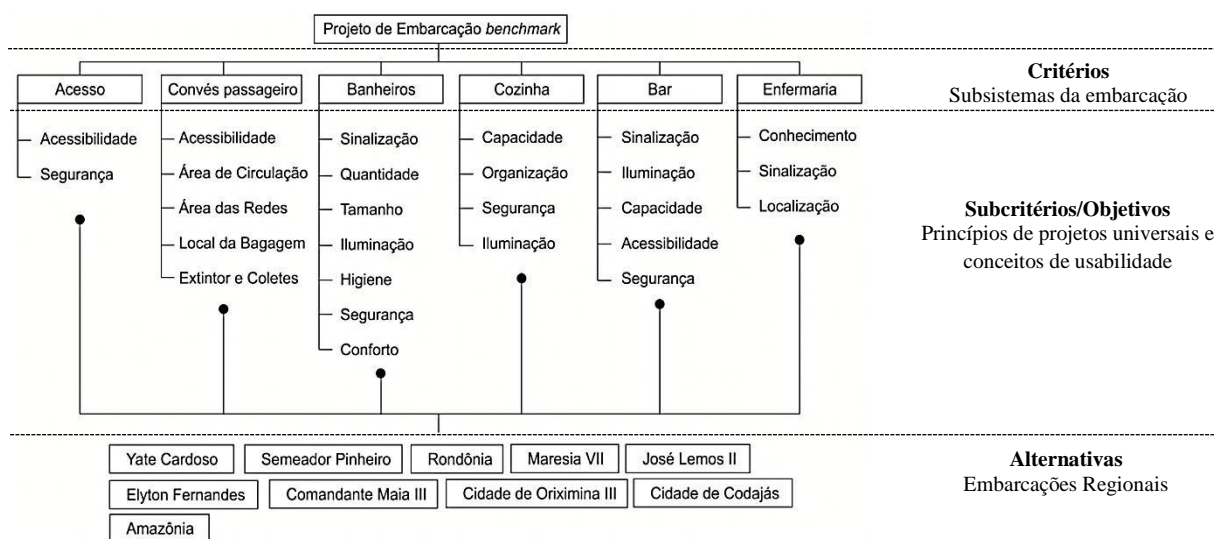 Projeto de Embarcação benchmark
Critérios
Subsistemas da embarcação
Acesso
Convés passageiro
Banheiros
Cozinha
Bar
Enfermaria
Acessibilidade
Segurança
Acessibilidade
Área de Circulação
Área das Redes
Local da Bagagem
Extintor e Coletes
Sinalização
Quantidade
Tamanho
Iluminação
Higiene
Segurança
Conforto
Capacidade
Organização
Segurança
Iluminação
Sinalização
Iluminação
Capacidade
Acessibilidade
Segurança
Conhecimento
Sinalização
Localização
Subcritérios/Objetivos
Princípios de projetos universais e
conceitos de usabilidade
Yate Cardoso
Semeador Pinheiro
Rondônia
Maresia VII
José Lemos II
Elyton Fernandes
Comandante Maia III
Cidade de Oriximina III
Cidade de Codajás
Amazônia
Alternativas
Embarcações Regionais